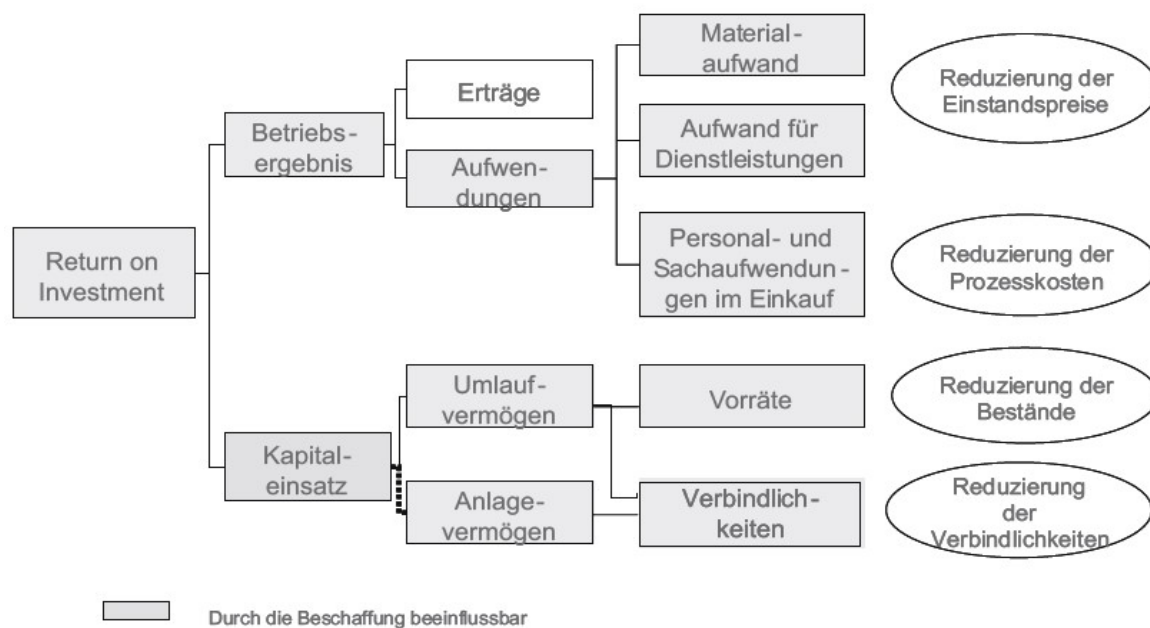 Return on
Investment
Betriebs-
ergebnis
Kapital-
einsatz
Erträge
Aufwen-
dungen
Umlauf-
vermögen
Anlage-
vermögen
Material-
aufwand
Aufwand für
Dienstleistungen
Personal- und
Sachaufwendun-
gen im Einkauf
Vorräte
Verbindlich-
keiten
Reduzierung der
Einstandspreise
Reduzierung der
Prozesskosten
Reduzierung der
Bestände
Reduzierung
der
Verbindlichkeiten
Durch die Beschaffung beeinflussbar